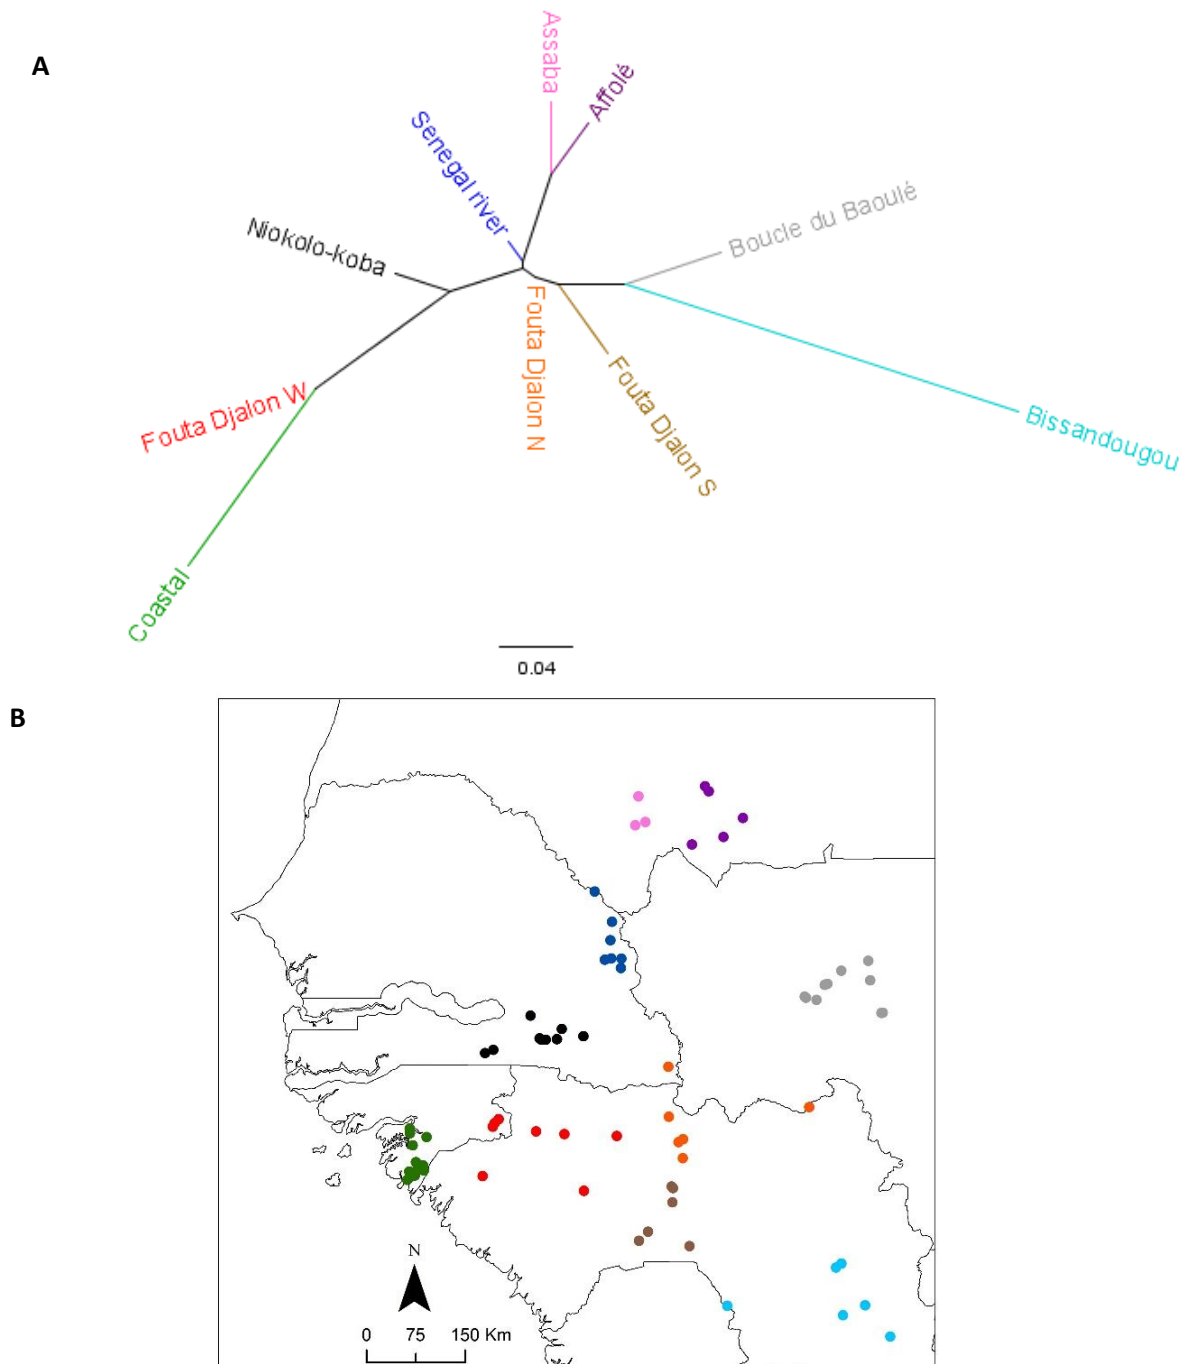 A
Assaba
Affolé
Senegal river
Boucle du Baoulé
Niokolo-koba
Fouta Djalon N
Fouta Djalon S
Fouta Djalon W
Bissandougou
Coastal
0.04
B
N
0 75 150 Km